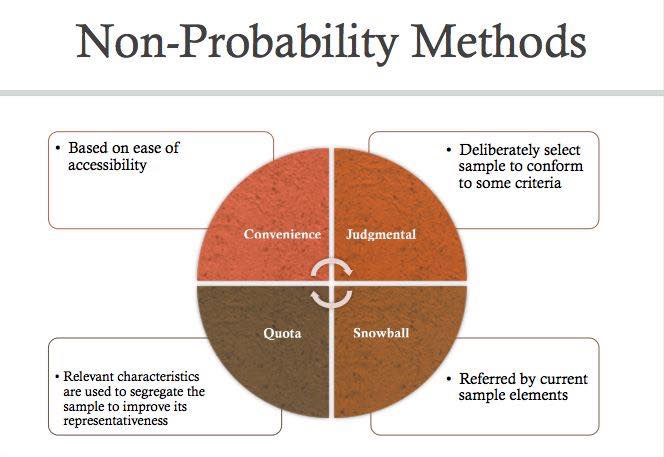 Non-Probability Methods
• Based on ease of
accessibility
• Deliberately select
sample to conform
to some criteria
Convenience
Judgmental
Quota
Snowball
• Relevant characteristics
are used to segregate the
sample to improve its
representativeness
• Referred by current
sample elements